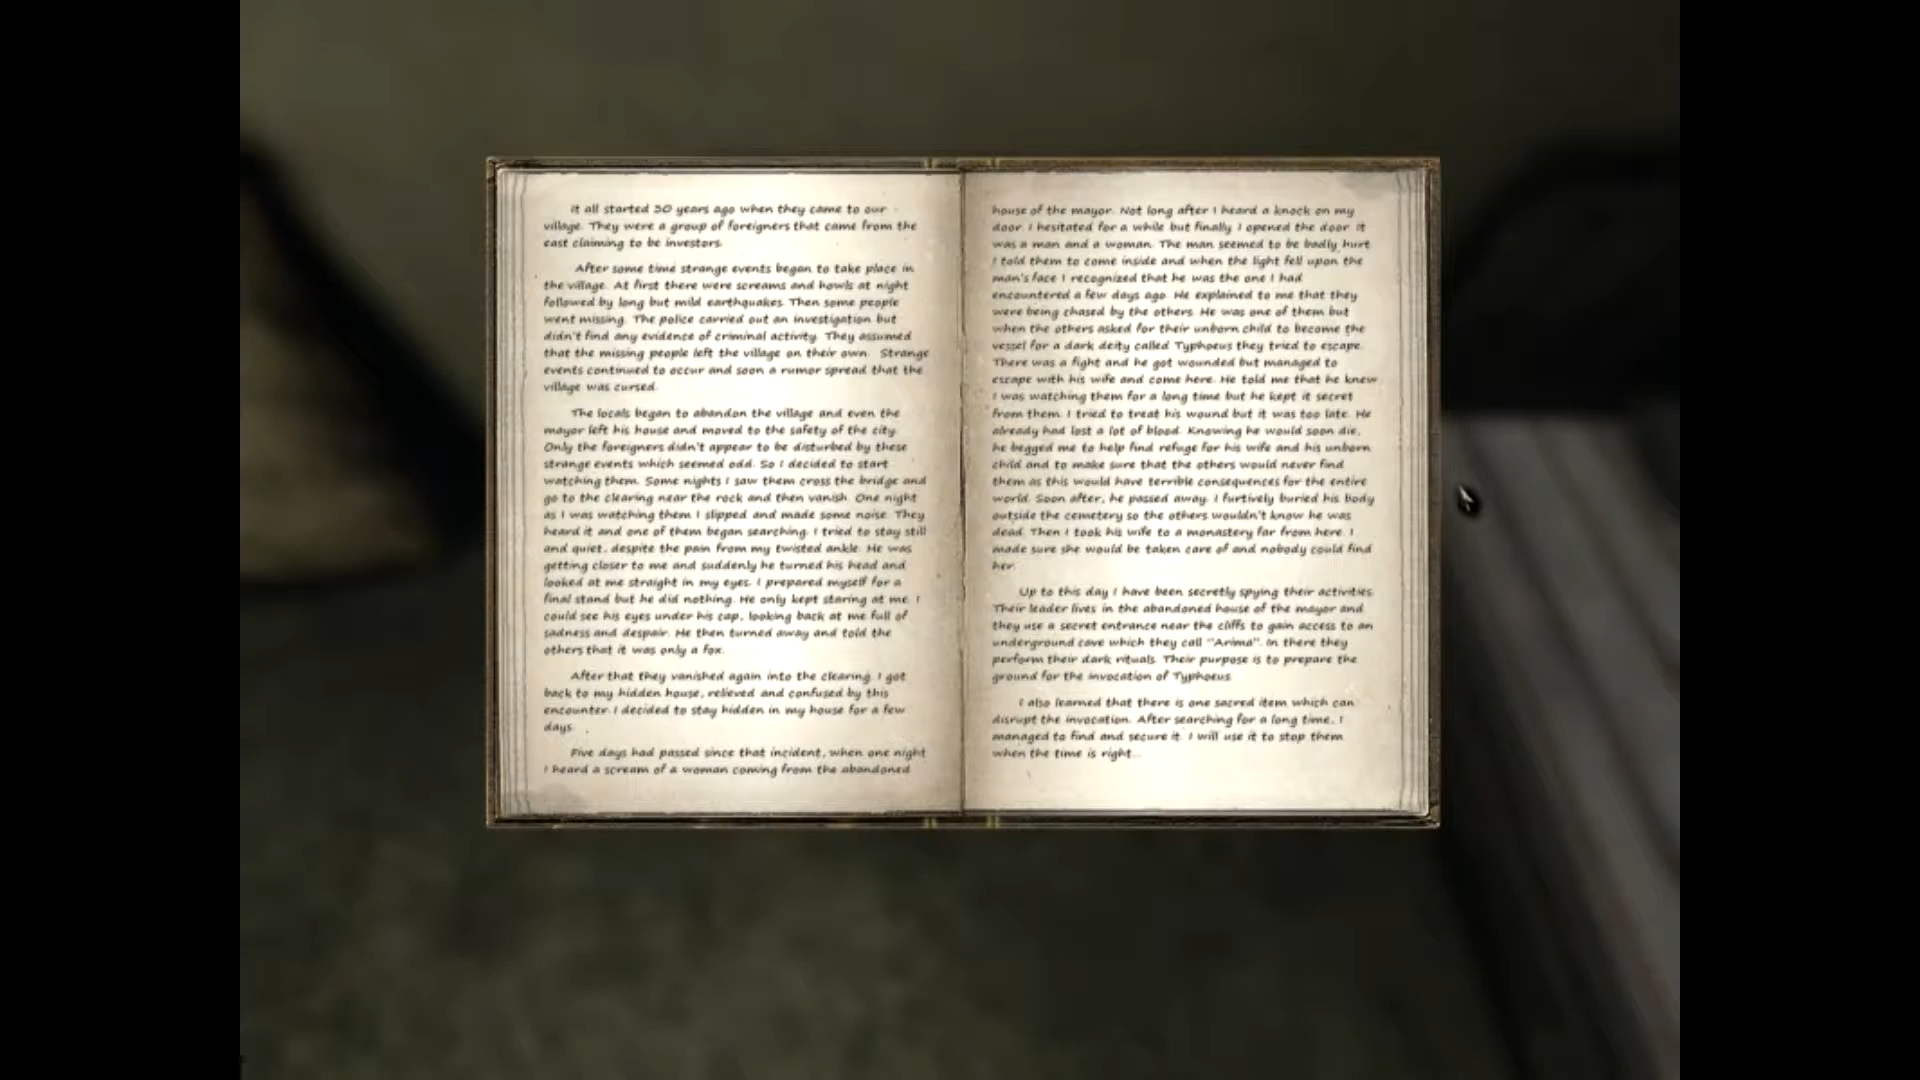 It all started 30 years ago when they came to our
village. They were a group of foreigners that came from the
east claiming to be investors.
After some time strange events began to take place in
the village. At first there were screams and howls at night
followed by long but mild earthquakes. Then some people
went missing. The police carried out an investigation but
didn't find any evidence of criminal activity. They assumed
that the missing people left the village on their own. Strange
events continued to occur and soon a rumor spread that the
village was cursed.
The locals began to abandon the village and even the
mayor left his house and moved to the safety of the city.
Only the foreigners didn't appear to be disturbed by these
strange events which seemed odd. So I decided to start
watching them. Some nights I saw them cross the bridge and
go to the clearing near the rock and then vanish. One night
as I was watching them I slipped and made some noise. They
heard it and one of them began searching. I tried to stay still
and quiet, despite the pain from my twisted ankle. He was
getting closer to me and suddenly he turned his head and
looked at me straight in my eyes. I prepared myself for a
final stand but he did nothing. He only kept staring at me. I
could see his eyes under his cap, looking back at me full of
sadness and despair. He then turned away and told the
others that it was only a fox.
After that they vanished again into the clearing. I got
back to my hidden house, relieved and confused by this
encounter. I decided to stay hidden in my house for a few
days.
Five days had passed since that incident, when one night
I heard a scream of a woman coming from the abandoned
house of the mayor. Not long after I heard a knock on my
door. I hesitated for a while but finally I opened the door. It
was a man and a woman. The man seemed to be badly hurt.
I told them to come inside and when the light fell upon the
man's face I recognized that he was the one I had
encountered a few days ago. He explained to me that they
were being chased by the others. He was one of them but
when the others asked for their unborn child to become the
vessel for a dark deity called Typhoeus they tried to escape.
There was a fight and he got wounded but managed to
escape with his wife and come here. He told me that he knew
I was watching them for a long time but he kept it secret
from them. I tried to treat his wound but it was too late. He
already had lost a lot of blood. Knowing he would soon die,
he begged me to help find refuge for his wife and his unborn
child and to make sure that the others would never find
them as this would have terrible consequences for the entire
world. Soon after, he passed away. I furtively buried his body
outside the cemetery so the others wouldn't know he was
dead. Then I took his wife to a monastery far from here. I
made sure she would be taken care of and nobody could find
her.
Up to this day I have been secretly spying their activities.
Their leader lives in the abandoned house of the mayor and
they use a secret entrance near the cliffs to gain access to an
underground cave which they call "Arima". In there they
perform their dark rituals. Their purpose is to prepare the
ground for the invocation of Typhoeus.
I also learned that there is one sacred item which can
disrupt the invocation. After searching for a long time, I
managed to find and secure it. I will use it to stop them
when the time is right...